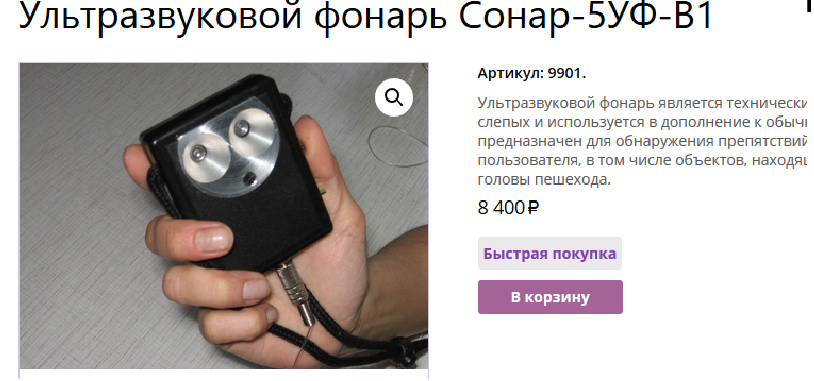 Ультразвуковой фонарь Сонар-5УФ-В1
Артикул: 9901.
Ультразвуковой фонарь является технически
слепых и используется в дополнение к обычн
предназначен для обнаружения препятствий
пользователя, в том числе объектов, находящ
головы пешехода.
8 400 ₽
Быстрая покупка
В корзину